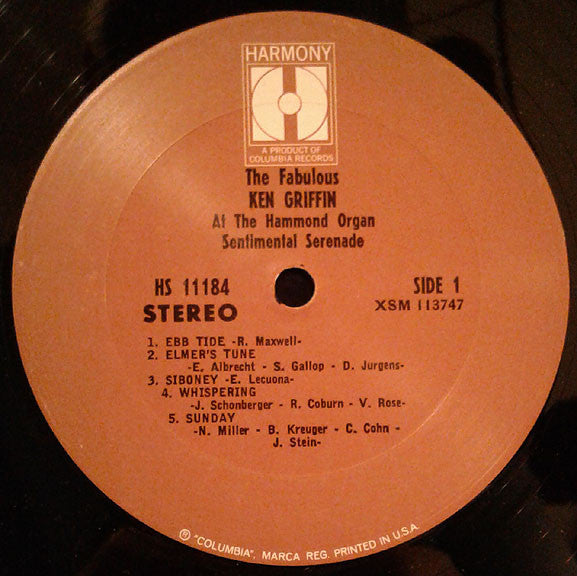 HARMONY
H
A PRODUCT OF
COLUMBIA RECORDS
The Fabulous
KEN GRIFFIN
At The Hammond Organ
Sentimental Serenade
HS 11184 SIDE 1
STEREO XSM 113747
1. EBB TIDE -R. Maxwell-
2. ELMER'S TUNE
-E. Albrecht - S. Gallop - D. Jurgens-
3. SIBONEY -E. Lecuona-
4. WHISPERING
-J. Schonberger - R. Coburn - V. Rose-
5. SUNDAY
-N. Miller - B. Kreuger - C. Cohn -
J. Stein-
® "COLUMBIA", MARCA REG. PRINTED IN U.S.A.